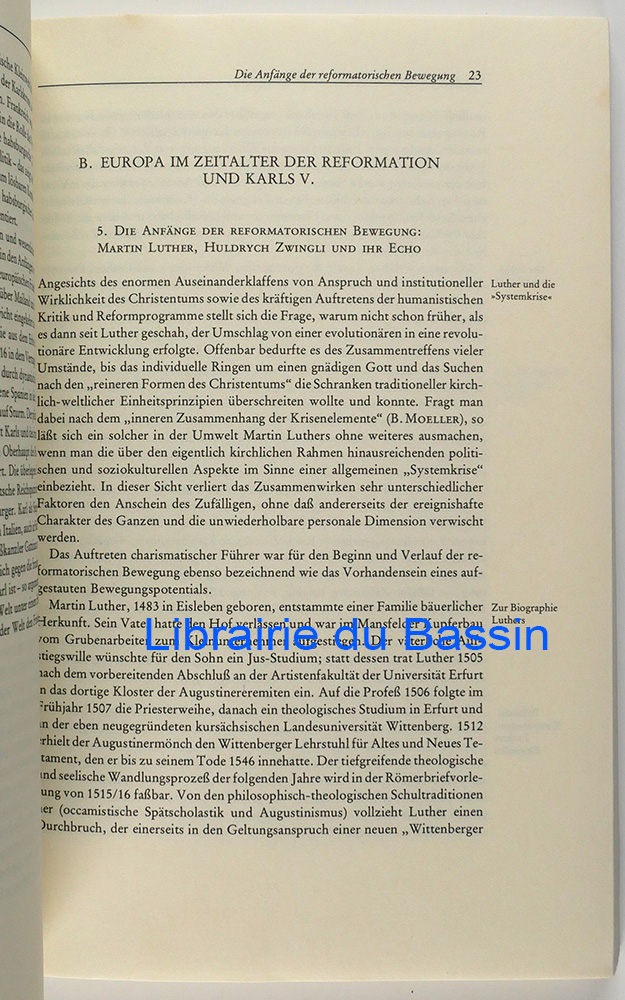 Die Anfänge der reformatorischen Bewegung 23
B. EUROPA IM ZEITALTER DER REFORMATION
UND KARLS V.
5. DIE ANFÄNGE DER REFORMATORISCHEN BEWEGUNG:
MARTIN LUTHER, HULDRYCH ZWINGLI UND IHR ECHO
Angesichts des enormen Auseinanderklaffens von Anspruch und institutioneller
Wirklichkeit des Christentums sowie des kräftigen Auftretens der humanistischen
Kritik und Reformprogramme stellt sich die Frage, warum nicht schon früher, als
es dann seit Luther geschah, der Umschlag von einer evolutionären in eine revolu-
tionäre Entwicklung erfolgte. Offenbar bedurfte es des Zusammentreffens vieler
Umstände, bis das individuelle Ringen um einen gnädigen Gott und das Suchen
nach den „reineren Formen des Christentums“ die Schranken traditioneller kirch-
lich-weltlicher Einheitsprinzipien überschreiten wollte und konnte. Fragt man
dabei nach dem „inneren Zusammenhang der Krisenelemente“ (B. MOELLER), so
läßt sich ein solcher in der Umwelt Martin Luthers ohne weiteres ausmachen,
wenn man die über den eigentlich kirchlichen Rahmen hinausreichenden politi-
schen und soziokulturellen Aspekte im Sinne einer allgemeinen „Systemkrise“
einbezieht. In dieser Sicht verliert das Zusammenwirken sehr unterschiedlicher
Faktoren den Anschein des Zufälligen, ohne daß andererseits der ereignishafte
Charakter des Ganzen und die unwiederholbare personale Dimension verwischt
werden.
Luther und die
»Systemkrise«
Das Auftreten charismatischer Führer war für den Beginn und Verlauf der re-
formatorischen Bewegung ebenso bezeichnend wie das Vorhandensein eines auf-
gestauten Bewegungspotentials.
Martin Luther, 1483 in Eisleben geboren, entstammte einer Familie bäuerlicher
Herkunft. Sein Vater hatte den Hof verlassen und war im Mansfelder Kupferbau
vom Grubenarbeiter zum Kleinunternehmer aufgestiegen. Der väterliche Auf-
stiegswille wünschte für den Sohn ein Jus-Studium; statt dessen trat Luther 1505
nach dem vorbereitenden Abschluß an der Artistenfakultät der Universität Erfurt
in das dortige Kloster der Augustinereremiten ein. Auf die Profeß 1506 folgte im
Frühjahr 1507 die Priesterweihe, danach ein theologisches Studium in Erfurt und
an der eben neugegründeten kursächsischen Landesuniversität Wittenberg. 1512
erhielt der Augustinermönch den Wittenberger Lehrstuhl für Altes und Neues Te-
stament, den er bis zu seinem Tode 1546 innehatte. Der tiefgreifende theologische
und seelische Wandlungsprozeß der folgenden Jahre wird in der Römerbriefvorle-
sung von 1515/16 faßbar. Von den philosophisch-theologischen Schultraditionen
her (occamistische Spätscholastik und Augustinismus) vollzieht Luther einen
Durchbruch, der einerseits in den Geltungsanspruch einer neuen „Wittenberger
Zur Biographie
Luthers
Librairie du Bassin